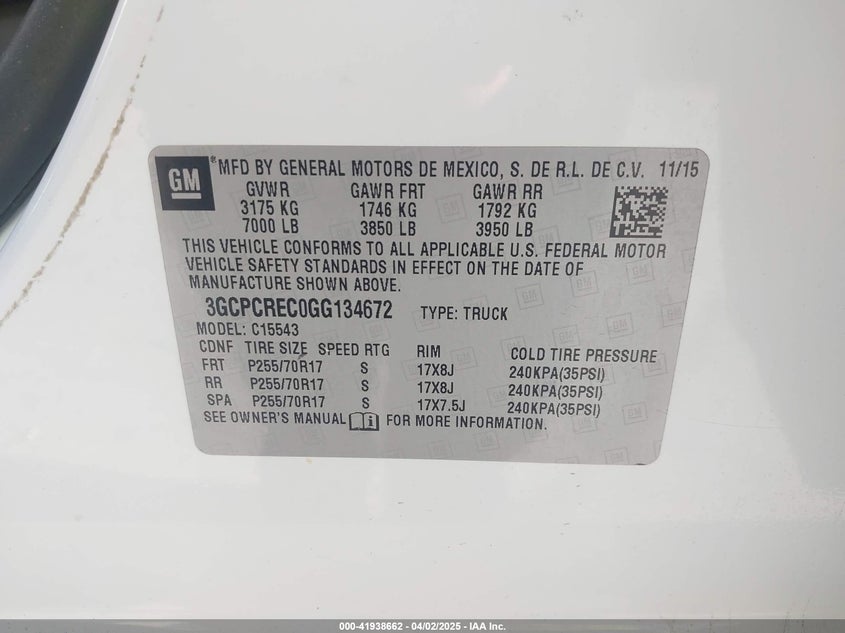 GM
*MFD BY GENERAL MOTORS DE MEXICO, S. DE R.L. DE C.V. 11/15
GVWR GAWR FRT GAWR RR
3175 KG 1746 KG 1792 KG
7000 LB 3850 LB 3950 LB
THIS VEHICLE CONFORMS TO ALL APPLICABLE U.S. FEDERAL MOTOR
VEHICLE SAFETY STANDARDS IN EFFECT ON THE DATE OF
MANUFACTURE SHOWN ABOVE.
3GCPCREC0GG134672 TYPE: TRUCK
MODEL: C15543
CONF TIRE SIZE SPEED RTG RIM COLD TIRE PRESSURE
FRT P255/70R17 S 17X8J 240KPA(35PSI)
RR P255/70R17 S 17X8J 240KPA(35PSI)
SPA P255/70R17 S 17X7.5J 240KPA(35PSI)
SEE OWNER'S MANUAL FOR MORE INFORMATION.
000-41938662 - 04/02/2025 - IAA Inc.